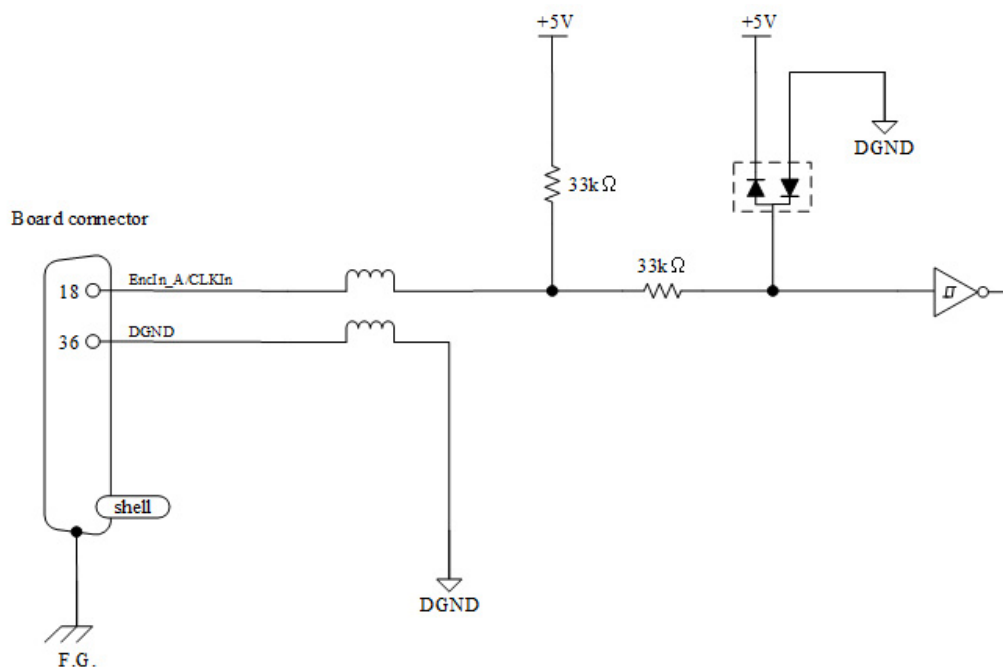 +5V
+5V
DGND
33kΩ
Board connector
33kΩ
18
EncIn_A/CLKIn
36
DGND
shell
DGND
F.G.